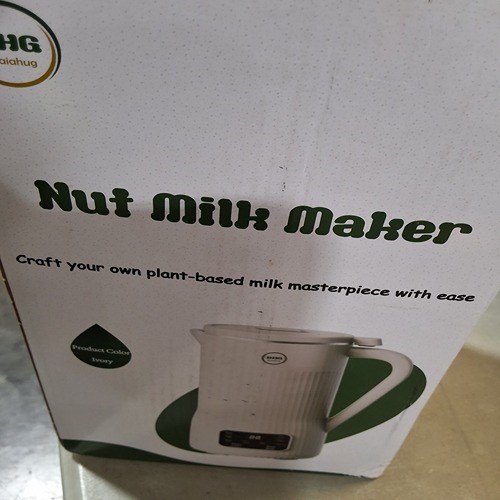 HG
aiahug
Nut Milk Maker
Craft your own plant-based milk masterpiece with ease
Product Color
Ivory